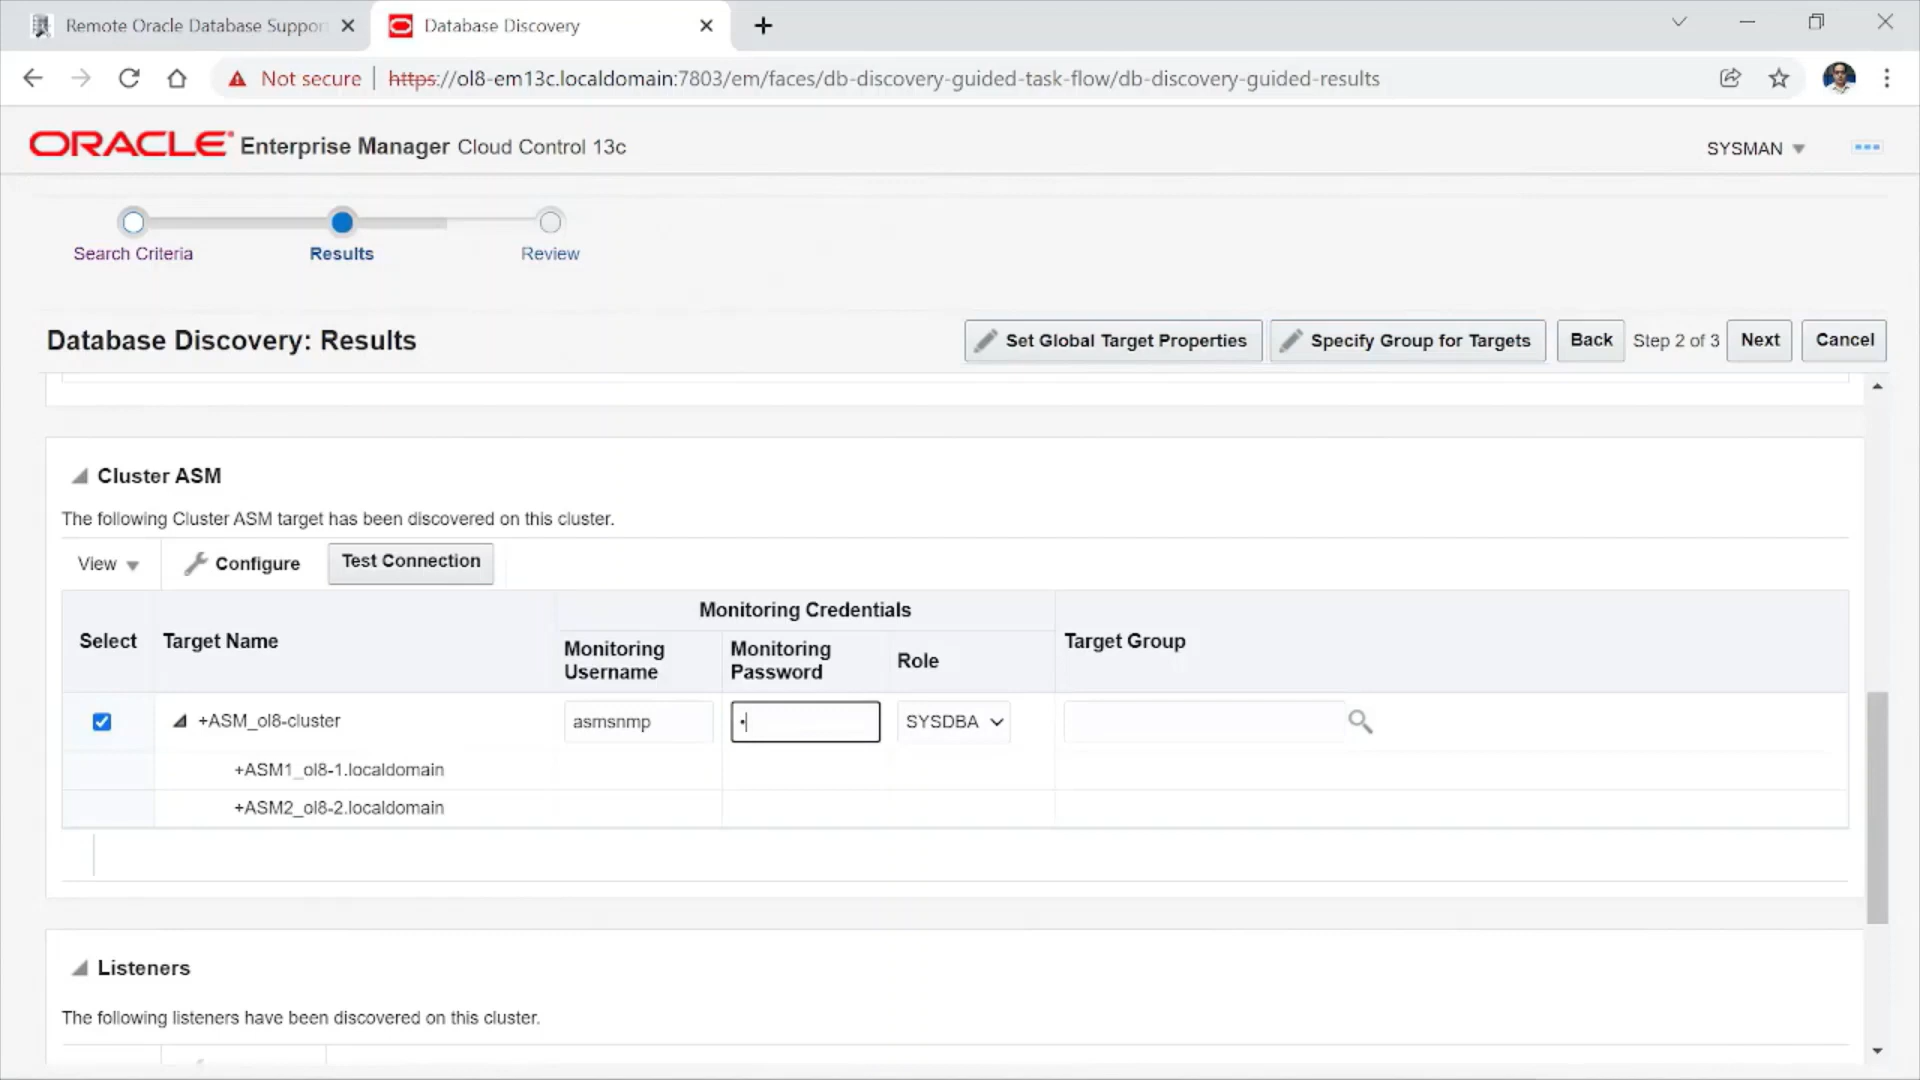 Remote Oracle Database Suppor
Database Discovery
Not secure
https://ol8-em13c.localdomain:7803/em/faces/db-discovery-guided-task-flow/db-discovery-guided-results
ORACLE Enterprise Manager Cloud Control 13c
SYSMAN
Search Criteria
Results
Review
Database Discovery: Results
Set Global Target Properties
Specify Group for Targets
Back
Step 2 of 3
Next
Cancel
Cluster ASM
The following Cluster ASM target has been discovered on this cluster.
View
Configure
Test Connection
Monitoring Credentials
Select
Target Name
Monitoring
Username
Monitoring
Password
Role
Target Group
+ASM_ol8-cluster
asmsnmp
SYSDBA
+ASM1_ol8-1.localdomain
+ASM2_ol8-2.localdomain
Listeners
The following listeners have been discovered on this cluster.